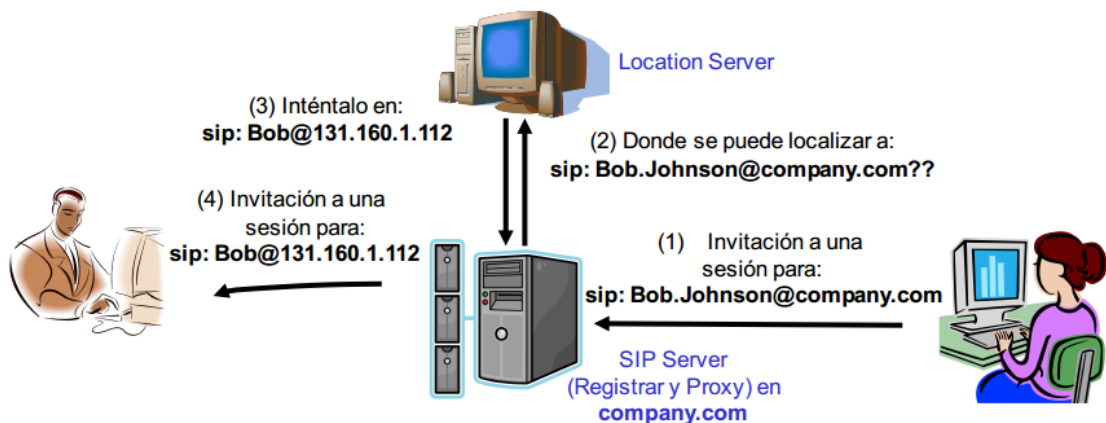 Location Server
(3) Inténtalo en:
sip: Bob@131.160.1.112
(2) Donde se puede localizar a:
sip: Bob.Johnson@company.com??
(4) Invitación a una
sesión para:
sip: Bob@131.160.1.112
(1) Invitación a una
sesión para:
sip: Bob.Johnson@company.com
SIP Server
(Registrar y Proxy) en
company.com